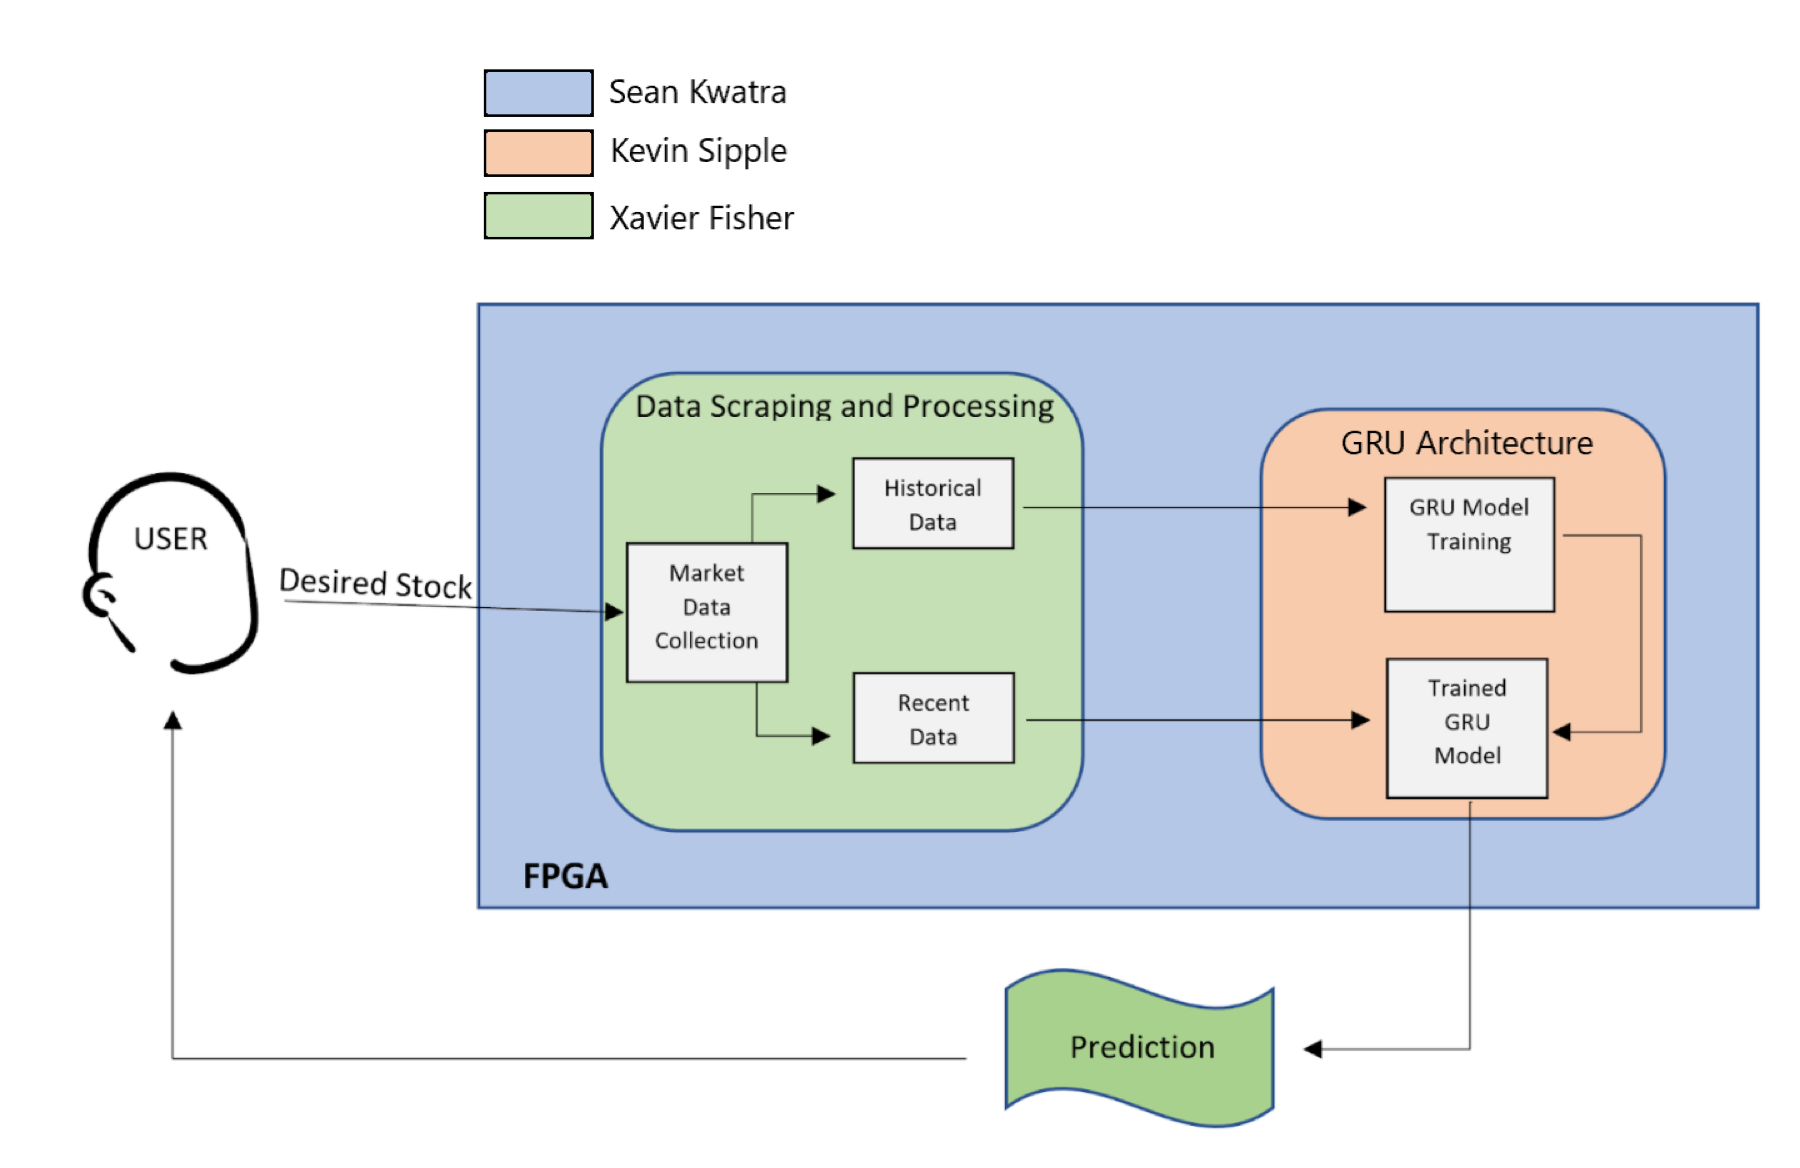 Sean Kwatra
Kevin Sipple
Xavier Fisher
Data Scraping and Processing
GRU Architecture
Historical
Data
GRU Model
Training
USER
Desired Stock
Market
Data
Collection
Recent
Data
Trained
GRU
Model
FPGA
Prediction